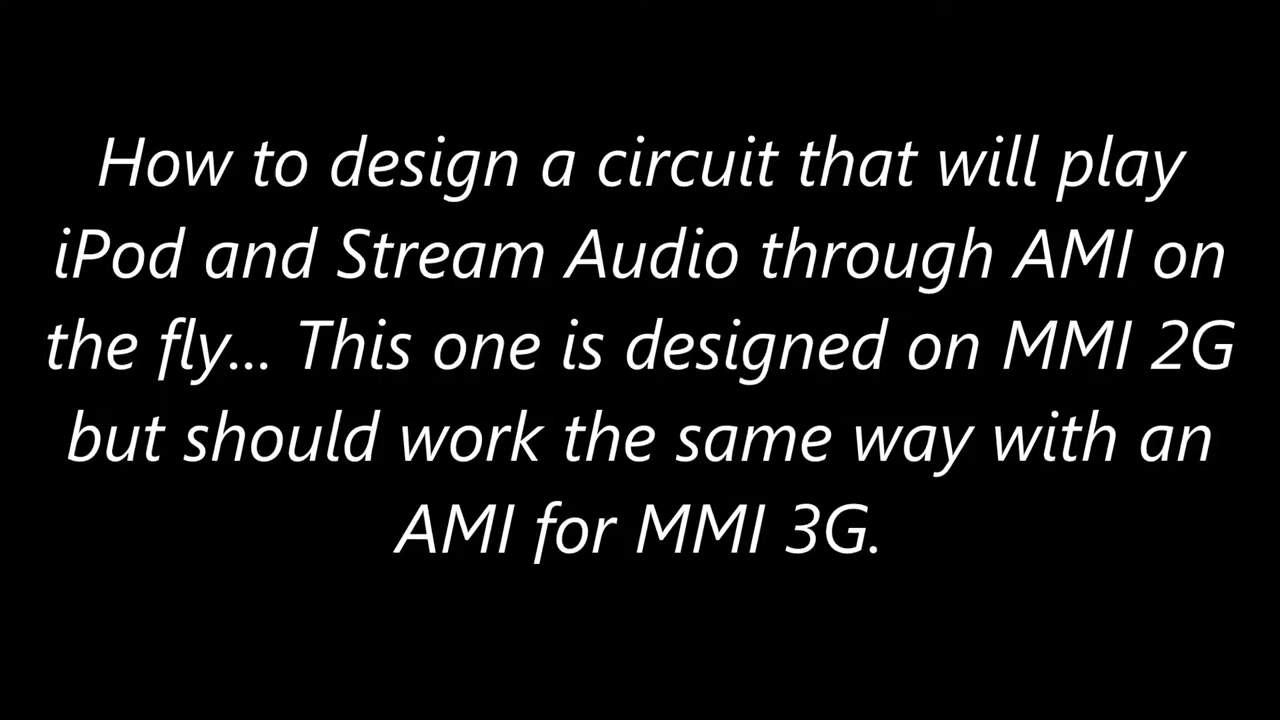 How to design a circuit that will play
iPod and Stream Audio through AMI on
the fly... This one is designed on MMI 2G
but should work the same way with an
AMI for MMI 3G.